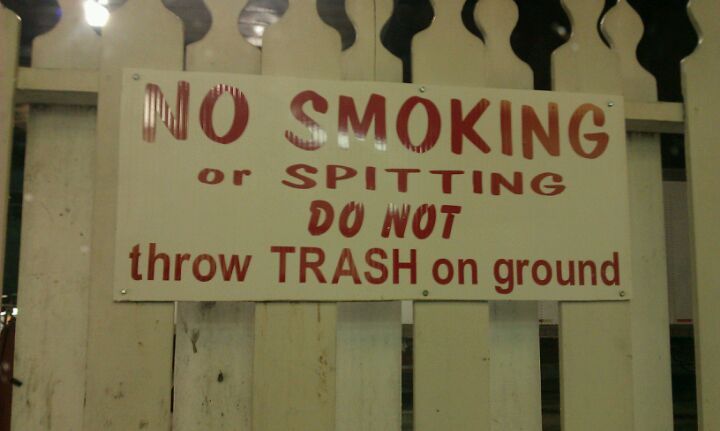 NO SMOKING
or SPITTING
DO NOT
throw TRASH on ground